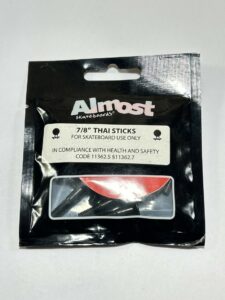 Almost
skateboards
7/8" THAI STICKS
FOR SKATEBOARD USE ONLY
IN COMPLIANCE WITH HEALTH AND SAFETY
CODE 11362.5 §11362.7